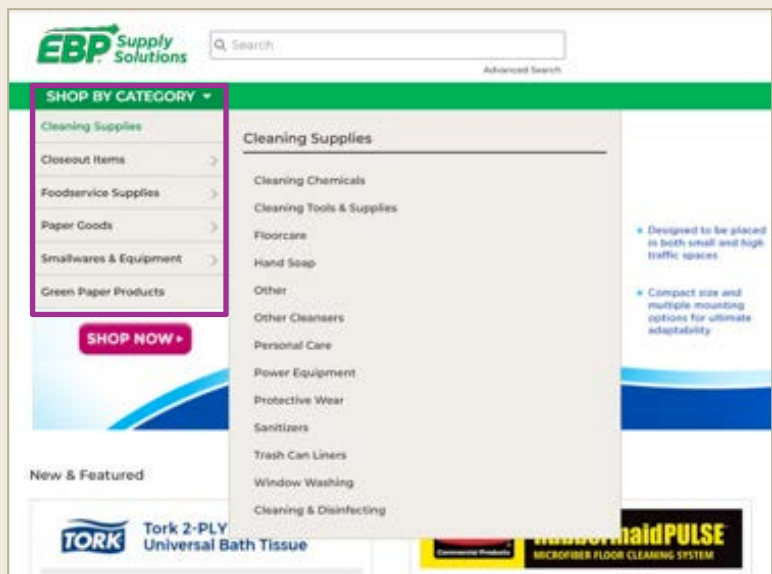 EBP Supply
Solutions
Search
Advanced Search
SHOP BY CATEGORY
Cleaning Supplies
Closeout Items
Foodservice Supplies
Paper Goods
Smallwares & Equipment
Green Paper Products
Cleaning Supplies
Cleaning Chemicals
Cleaning Tools & Supplies
Floorcare
Hand Soap
Other
Other Cleansers
Personal Care
Power Equipment
Protective Wear
Sanitizers
Trash Can Liners
Window Washing
Cleaning & Disinfecting
Designed to be placed
in both small and high
traffic spaces
Compact size and
multiple mounting
options for ultimate
adaptability
SHOP NOW
New & Featured
TORK
Tork 2-PLY
Universal Bath Tissue
Commercial Products
PULSE
MICROFIBER FLOOR CLEANING SYSTEM